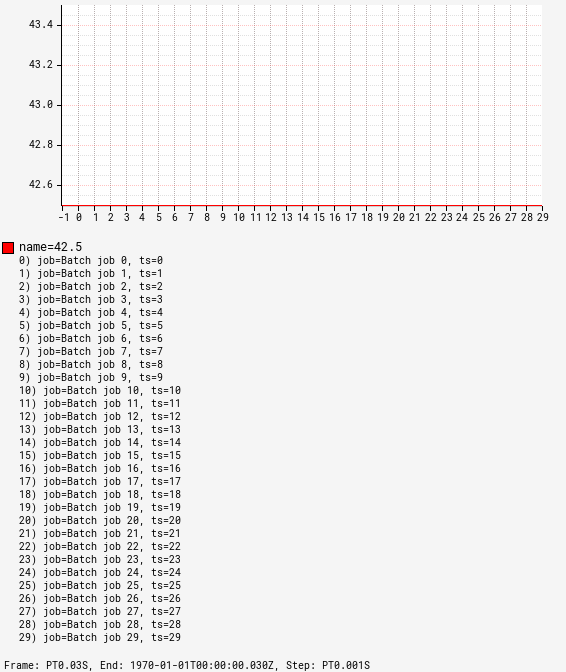 43.4
43.2
43.0
42.8
42.6
-1 0 1 2 3 4 5 6 7 8 9 10 11 12 13 14 15 16 17 18 19 20 21 22 23 24 25 26 27 28 29
name=42.5
0) job=Batch job 0, ts=0
1) job=Batch job 1, ts=1
2) job=Batch job 2, ts=2
3) job=Batch job 3, ts=3
4) job=Batch job 4, ts=4
5) job=Batch job 5, ts=5
6) job=Batch job 6, ts=6
7) job=Batch job 7, ts=7
8) job=Batch job 8, ts=8
9) job=Batch job 9, ts=9
10) job=Batch job 10, ts=10
11) job=Batch job 11, ts=11
12) job=Batch job 12, ts=12
13) job=Batch job 13, ts=13
14) job=Batch job 14, ts=14
15) job=Batch job 15, ts=15
16) job=Batch job 16, ts=16
17) job=Batch job 17, ts=17
18) job=Batch job 18, ts=18
19) job=Batch job 19, ts=19
20) job=Batch job 20, ts=20
21) job=Batch job 21, ts=21
22) job=Batch job 22, ts=22
23) job=Batch job 23, ts=23
24) job=Batch job 24, ts=24
25) job=Batch job 25, ts=25
26) job=Batch job 26, ts=26
27) job=Batch job 27, ts=27
28) job=Batch job 28, ts=28
29) job=Batch job 29, ts=29
Frame: PT0.03S, End: 1970-01-01T00:00:00.030Z, Step: PT0.001S